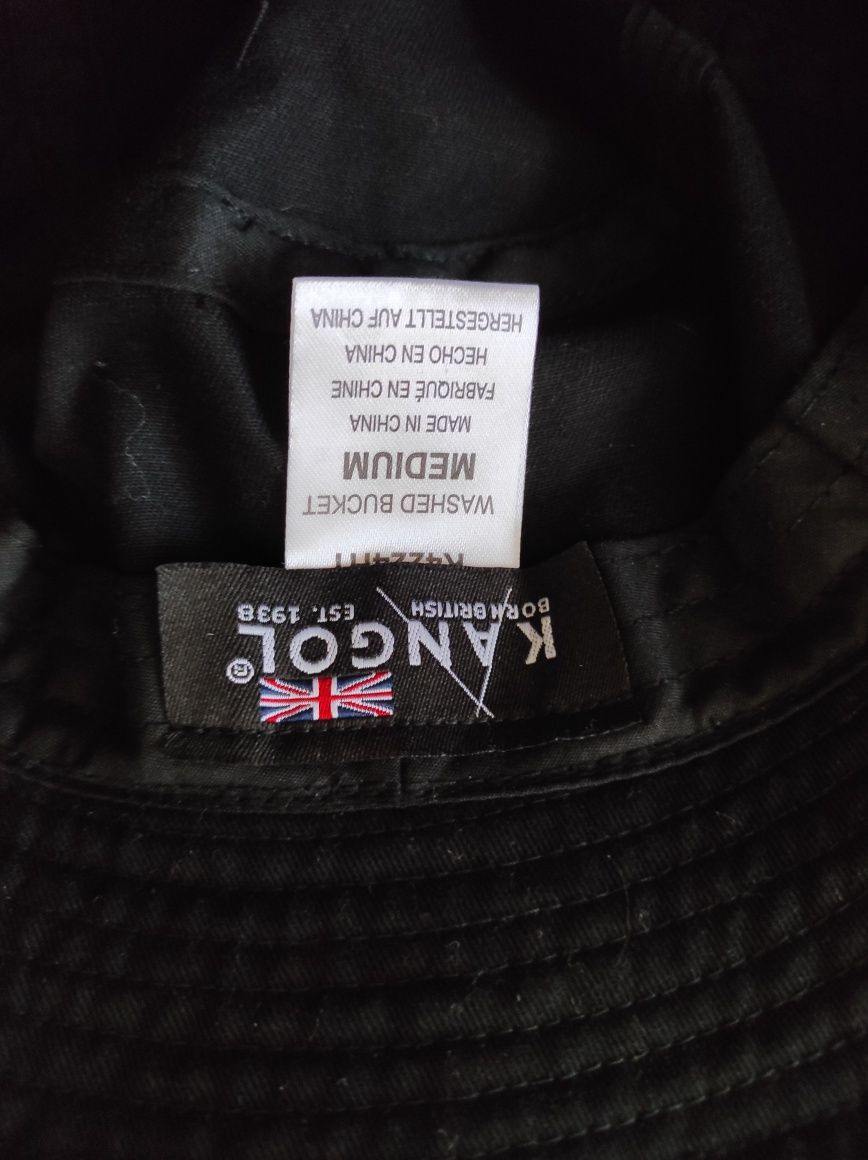 KANGOL®
BORN BRITISH EST. 1938
WASHED BUCKET
MEDIUM
MADE IN CHINA
FABRIQUÉ EN CHINE
HECHO EN CHINA
HERGESTELLT AUF CHINA